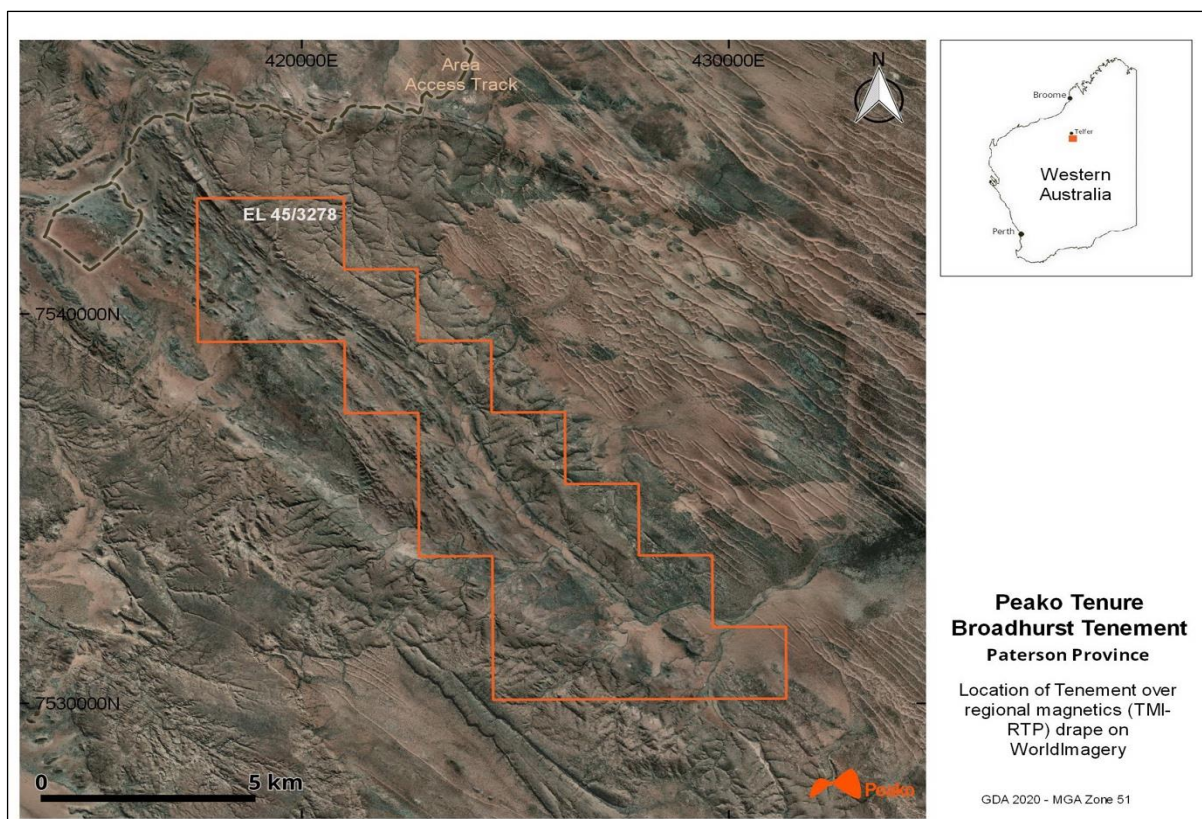 420000E
430000E
N
Area
Access Track
EL 45/3278
7540000N
7530000N
0
5 km
Peako
Broome
Telfer
Western
Australia
Perth
Peako Tenure
Broadhurst Tenement
Paterson Province
Location of Tenement over
regional magnetics (TMI-
RTP) drape on
WorldImagery
GDA 2020 - MGA Zone 51